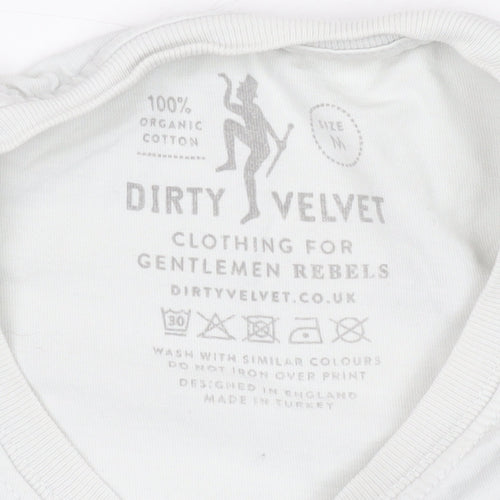 100%
ORGANIC
COTTON
SIZE
M
DIRTY VELVET
CLOTHING FOR
GENTLEMEN REBELS
DIRTYVELVET.CO.UK
30
WASH WITH SIMILAR COLOURS
DO NOT IRON OVER PRINT
DESIGNED IN ENGLAND
MADE IN TURKEY